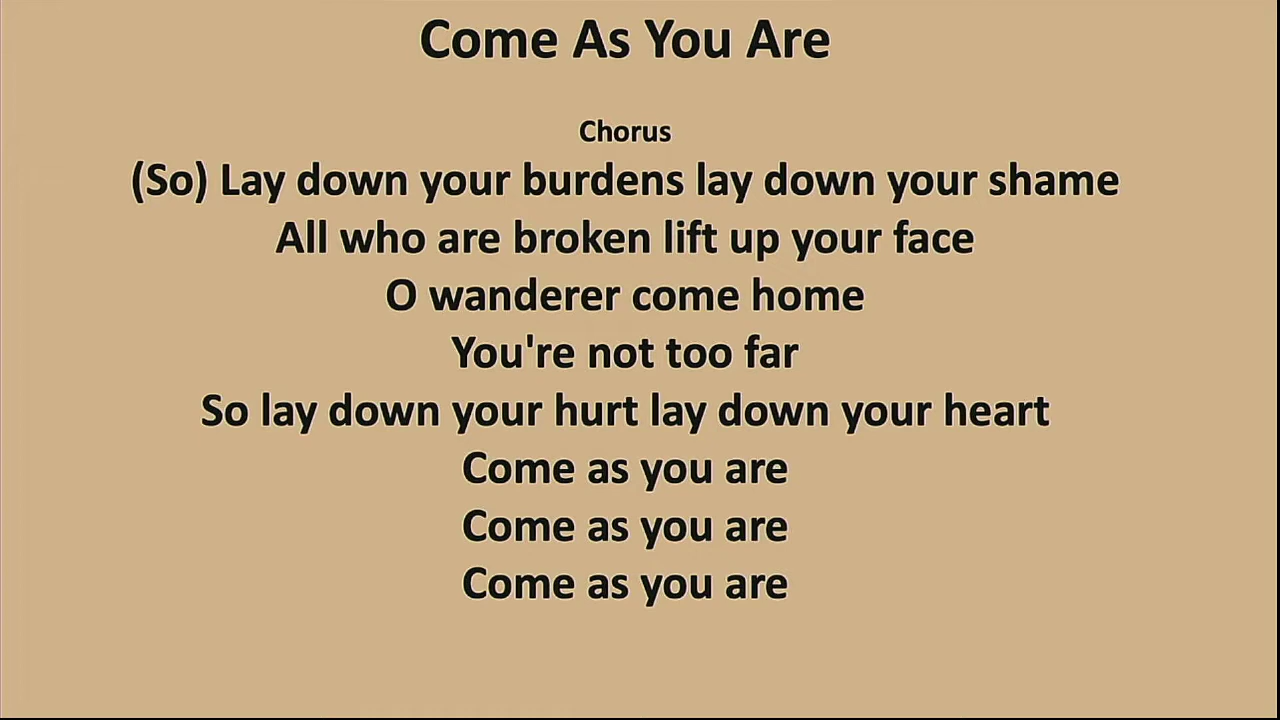 Come As You Are
Chorus
(So) Lay down your burdens lay down your shame
All who are broken lift up your face
O wanderer come home
You're not too far
So lay down your hurt lay down your heart
Come as you are
Come as you are
Come as you are